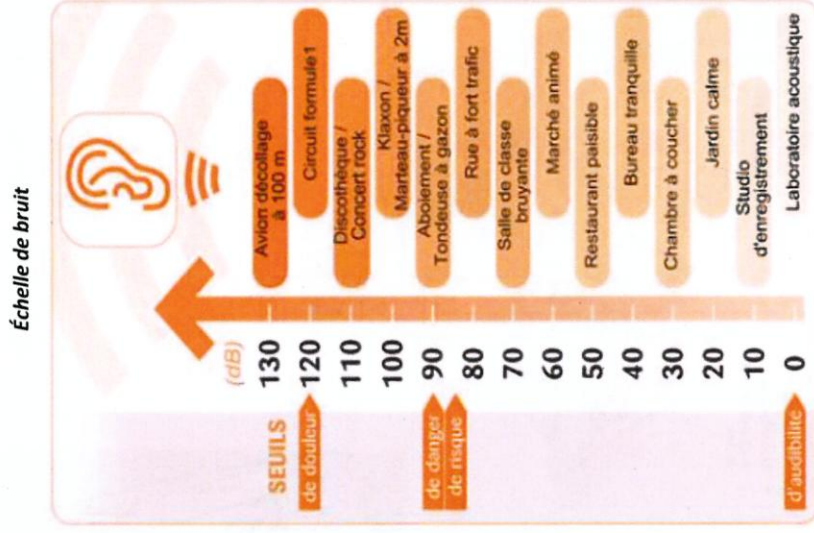 Échelle de bruit
(dB)
SEUILS
130
Avion décollage
à 100 m
de douleur
120
Circuit formule1
110
Discothèque /
Concert rock
100
Klaxon /
Marteau-piqueur à 2m
de danger
90
Aboiement /
Tondeuse à gazon
de risque
80
Rue à fort trafic
70
Salle de classe
bruyante
60
Marché animé
50
Restaurant paisible
40
Bureau tranquille
30
Chambre à coucher
20
Jardin calme
10
Studio
d'enregistrement
d'audibilité
0
Laboratoire acoustique